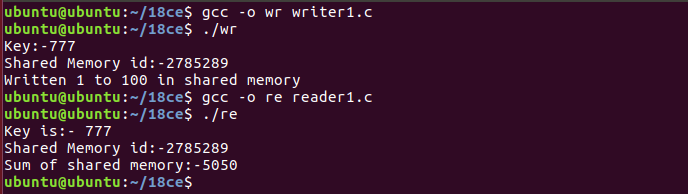 ubuntu@ubuntu:~/18ce$ gcc -o wr writer1.c
ubuntu@ubuntu:~/18ce$ ./wr
Key:-777
Shared Memory id:-2785289
Written 1 to 100 in shared memory
ubuntu@ubuntu:~/18ce$ gcc -o re reader1.c
ubuntu@ubuntu:~/18ce$ ./re
Key is:- 777
Shared Memory id:-2785289
Sum of shared memory:-5050
ubuntu@ubuntu:~/18ce$